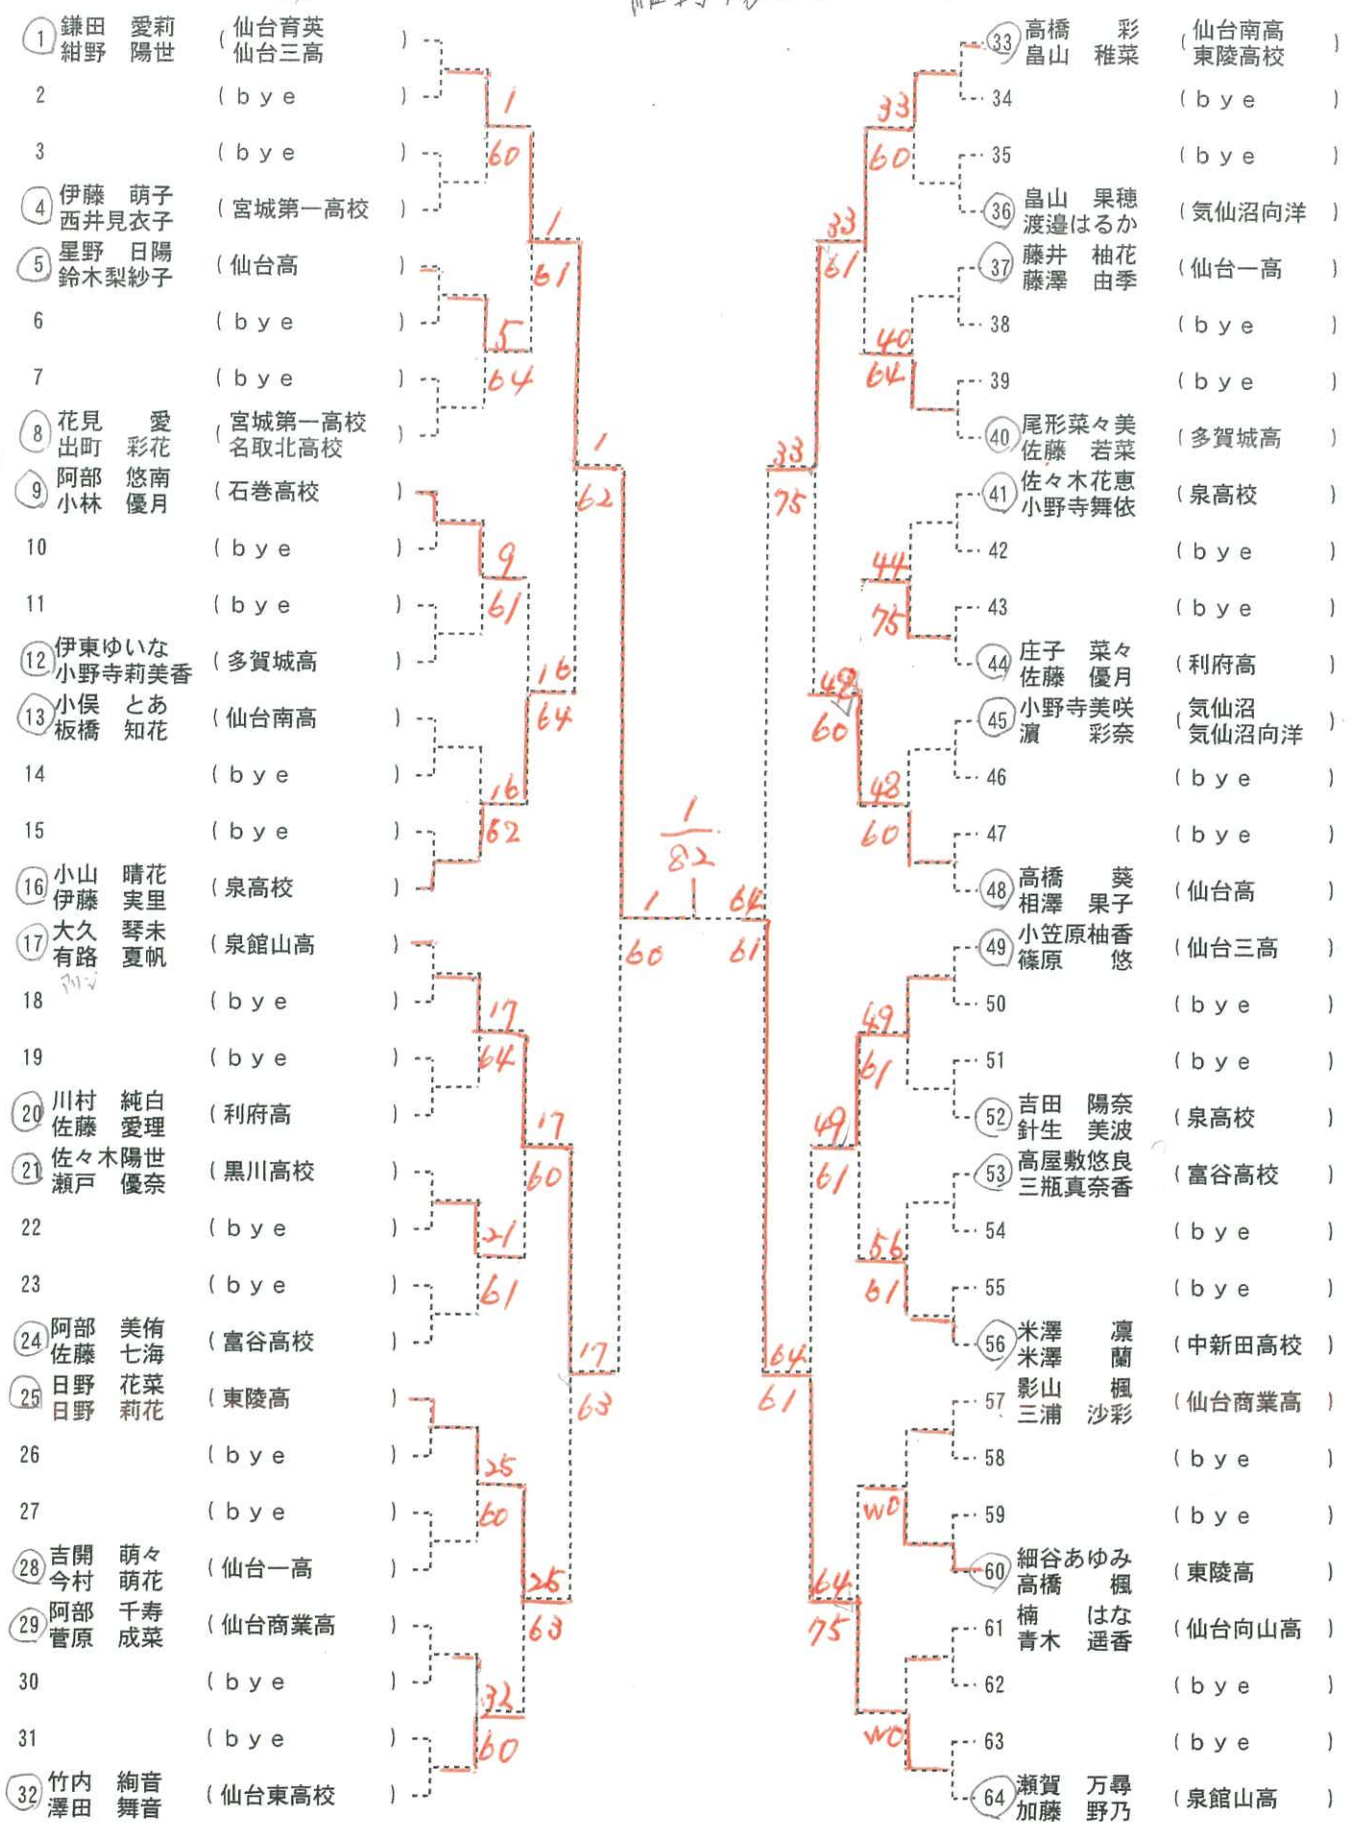 1 鎌田 愛莉 ( 仙台育英 )
紺野 陽世 仙台三高
2 ( bye )
3 ( bye )
4 伊藤 萌子 ( 宮城第一高校 )
西井見衣子
5 星野 日陽 ( 仙台高 )
鈴木梨紗子
6 ( bye )
7 ( bye )
8 花見 愛 ( 宮城第一高校 )
出町 彩花 名取北高校
9 阿部 悠南 ( 石巻高校 )
小林 優月
10 ( bye )
11 ( bye )
12 伊東ゆいな ( 多賀城高 )
小野寺莉美香
13 小俣 とあ ( 仙台南高 )
板橋 知花
14 ( bye )
15 ( bye )
16 小山 晴花 ( 泉高校 )
伊藤 実里
17 大久 琴未 ( 泉館山高 )
有路 夏帆
アリジ
18 ( bye )
19 ( bye )
20 川村 純白 ( 利府高 )
佐藤 愛理
21 佐々木陽世 ( 黒川高校 )
瀬戸 優奈
22 ( bye )
23 ( bye )
24 阿部 美侑 ( 富谷高校 )
佐藤 七海
25 日野 花菜 ( 東陵高 )
日野 莉花
26 ( bye )
27 ( bye )
28 吉開 萌々 ( 仙台一高 )
今村 萌花
29 阿部 千寿 ( 仙台商業高 )
菅原 成菜
30 ( bye )
31 ( bye )
32 竹内 絢音 ( 仙台東高校 )
澤田 舞音
1
60
5
64
9
61
16
62
17
64
21
61
25
60
32
60
1
61
16
64
17
60
25
63
1
62
17
63
1
60
1
82
64
61
33
75
64
61
33
61
48
60
49
61
64
75
33
60
40
64
44
75
48
60
49
61
56
61
W0
W0
33 高橋 彩 ( 仙台南高 )
畠山 稚菜 東陵高校
34 ( bye )
35 ( bye )
36 畠山 果穂 ( 気仙沼向洋 )
渡邉はるか
37 藤井 柚花 ( 仙台一高 )
藤澤 由季
38 ( bye )
39 ( bye )
40 尾形菜々美 ( 多賀城高 )
佐藤 若菜
41 佐々木花恵 ( 泉高校 )
小野寺舞依
42 ( bye )
43 ( bye )
44 庄子 菜々 ( 利府高 )
佐藤 優月
45 小野寺美咲 ( 気仙沼 )
濵 彩奈 気仙沼向洋
46 ( bye )
47 ( bye )
48 高橋 葵 ( 仙台高 )
相澤 果子
49 小笠原柚香 ( 仙台三高 )
篠原 悠
50 ( bye )
51 ( bye )
52 吉田 陽奈 ( 泉高校 )
針生 美波
53 高屋敷悠良 ( 富谷高校 )
三瓶真奈香
54 ( bye )
55 ( bye )
56 米澤 凛 ( 中新田高校 )
米澤 蘭
57 影山 楓 ( 仙台商業高 )
三浦 沙彩
58 ( bye )
59 ( bye )
60 細谷あゆみ ( 東陵高 )
高橋 楓
61 楠 はな ( 仙台向山高 )
青木 遥香
62 ( bye )
63 ( bye )
64 瀬賀 万尋 ( 泉館山高 )
加藤 野乃